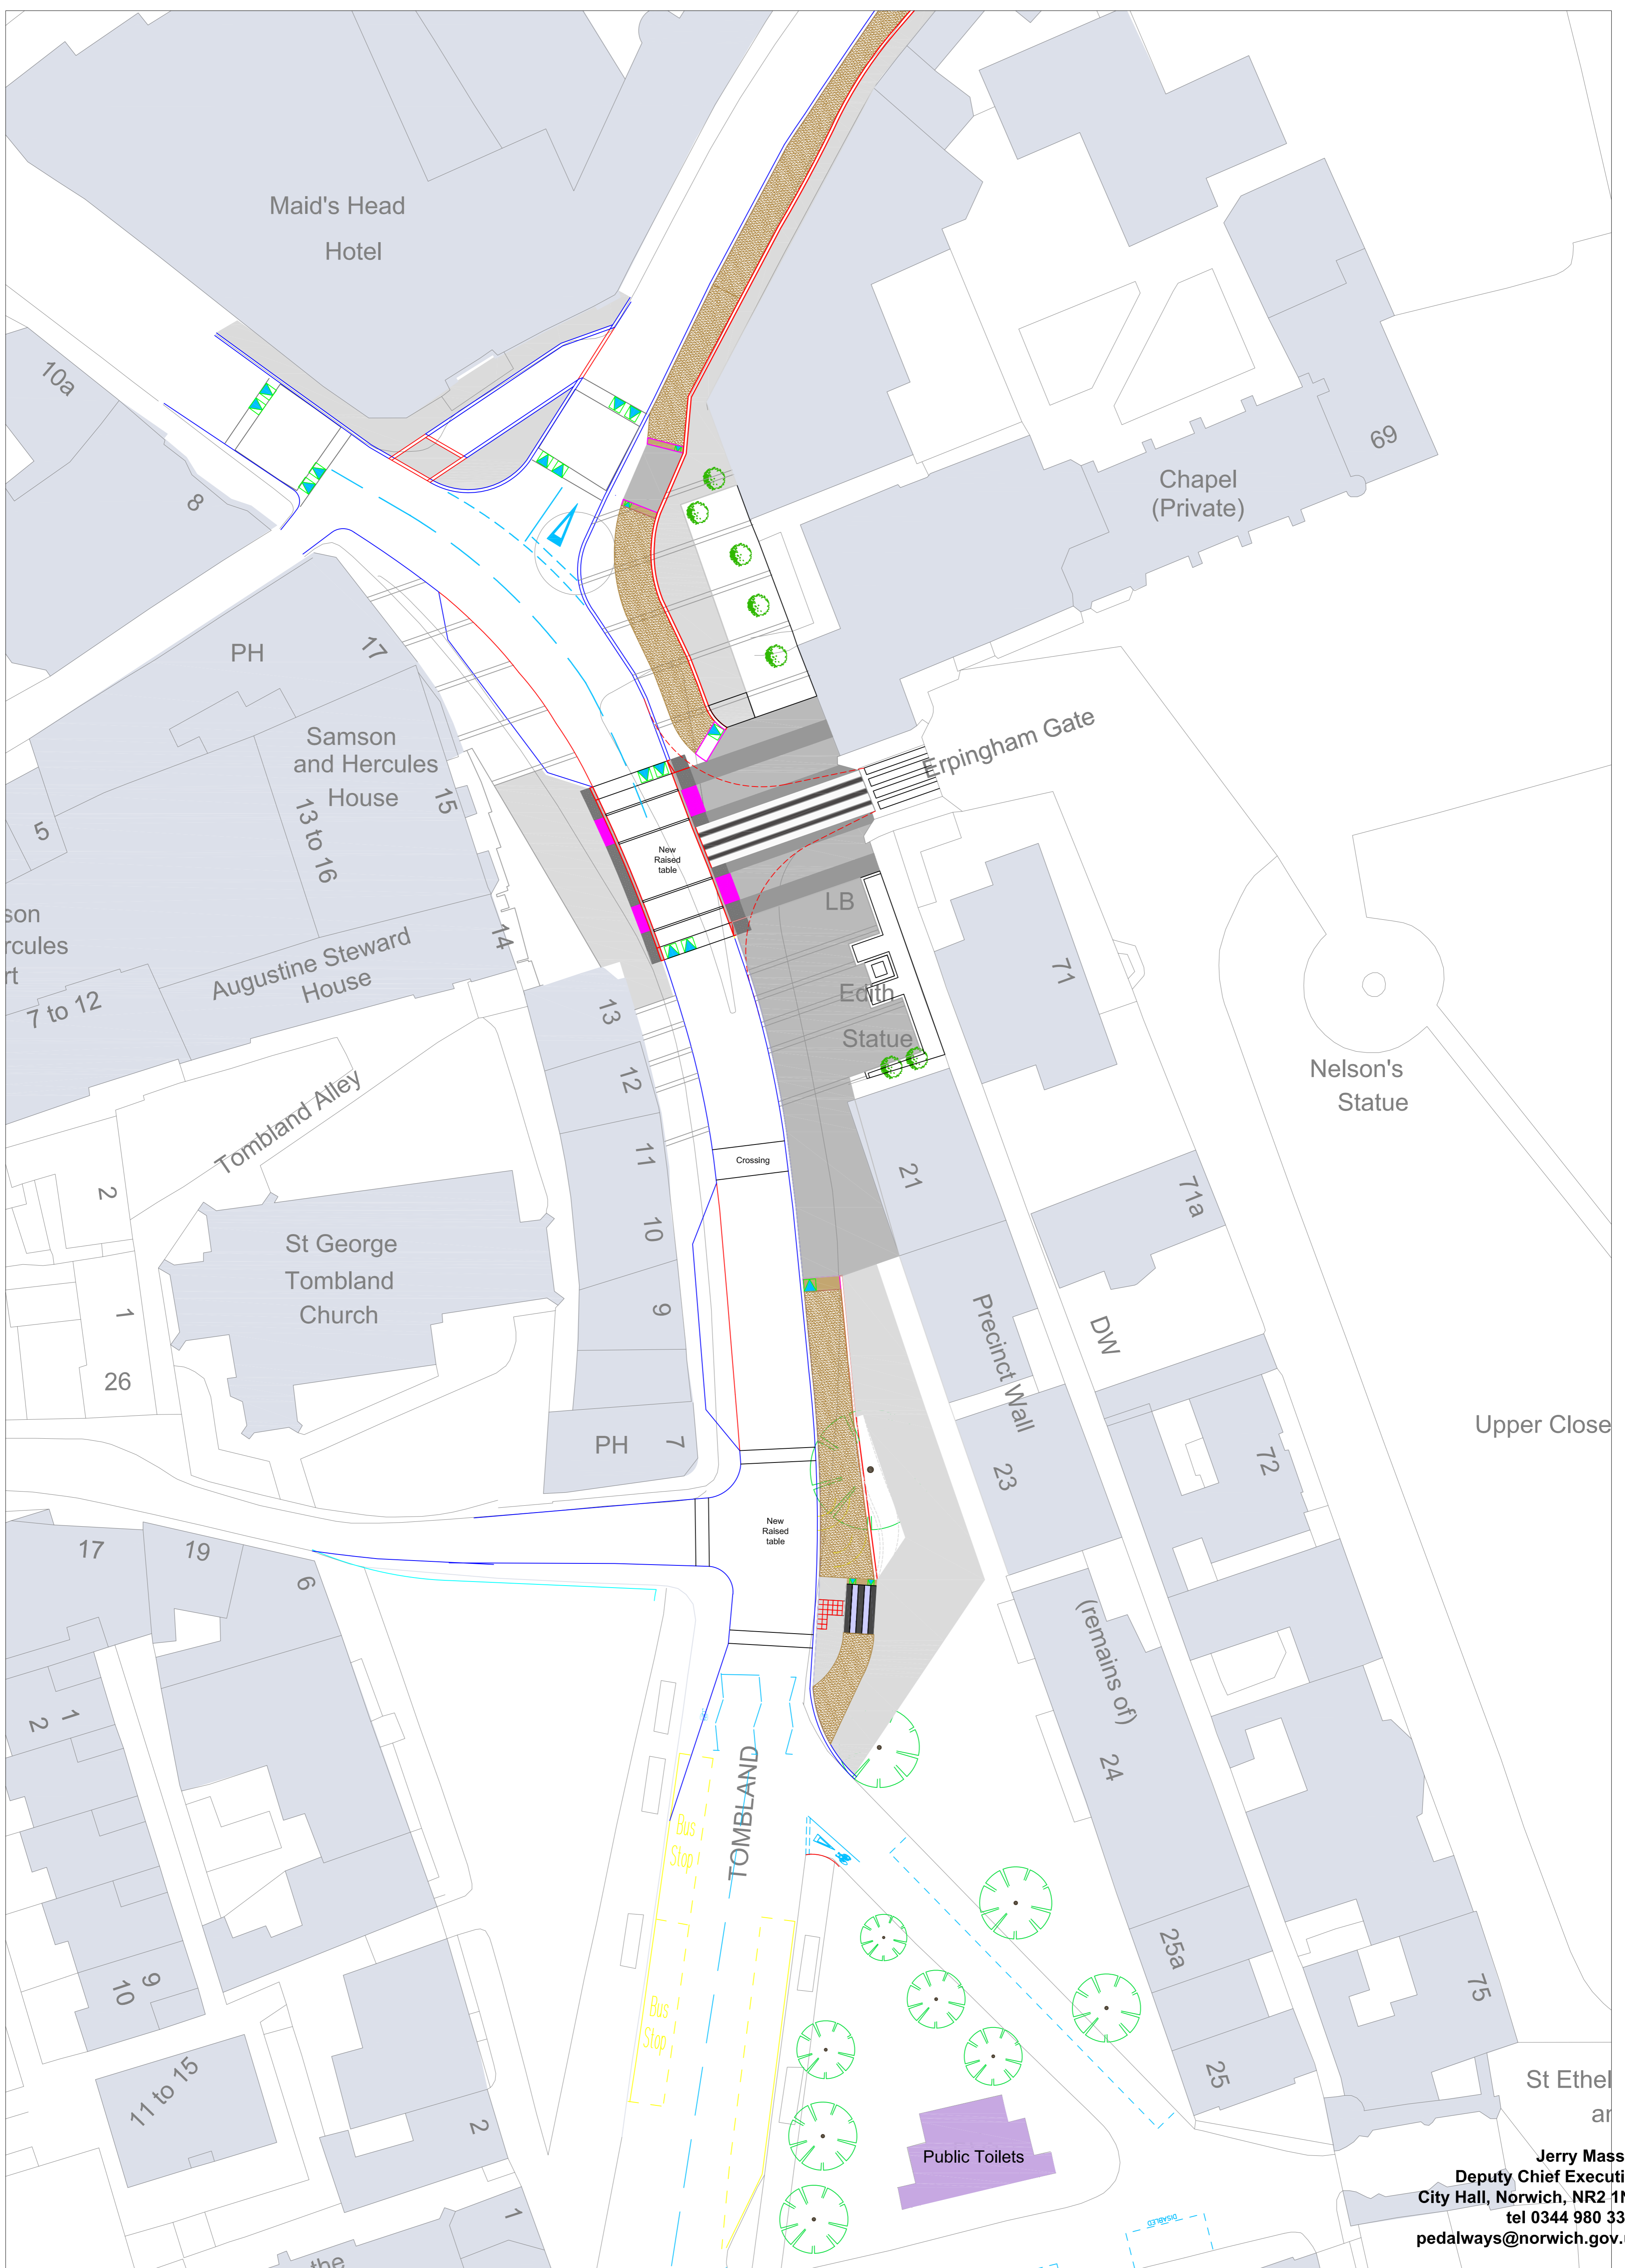 Maid's Head
Hotel
10a
8
69
Chapel
(Private)
PH
17
Samson
and Hercules
House
15
13 to 16
5
Erpingham Gate
New
Raised
table
LB
son
rcules
rt
14
Augustine Steward
House
7 to 12
71
Edith
Statue
13
12
Nelson's
Statue
Tombland Alley
11
Crossing
21
2
71a
10
St George
Tombland
Church
9
1
Precinct Wall
DW
26
Upper Close
PH
7
72
23
17
19
6
New
Raised
table
(remains of)
1
2
24
TOMBLAND
Bus
Stop
25a
9
10
75
Bus
Stop
11 to 15
25
2
St Ethel
ar
Public Toilets
Jerry Mass
Deputy Chief Executi
City Hall, Norwich, NR2 1N
tel 0344 980 33
pedalways@norwich.gov.
1
DISABLED
the